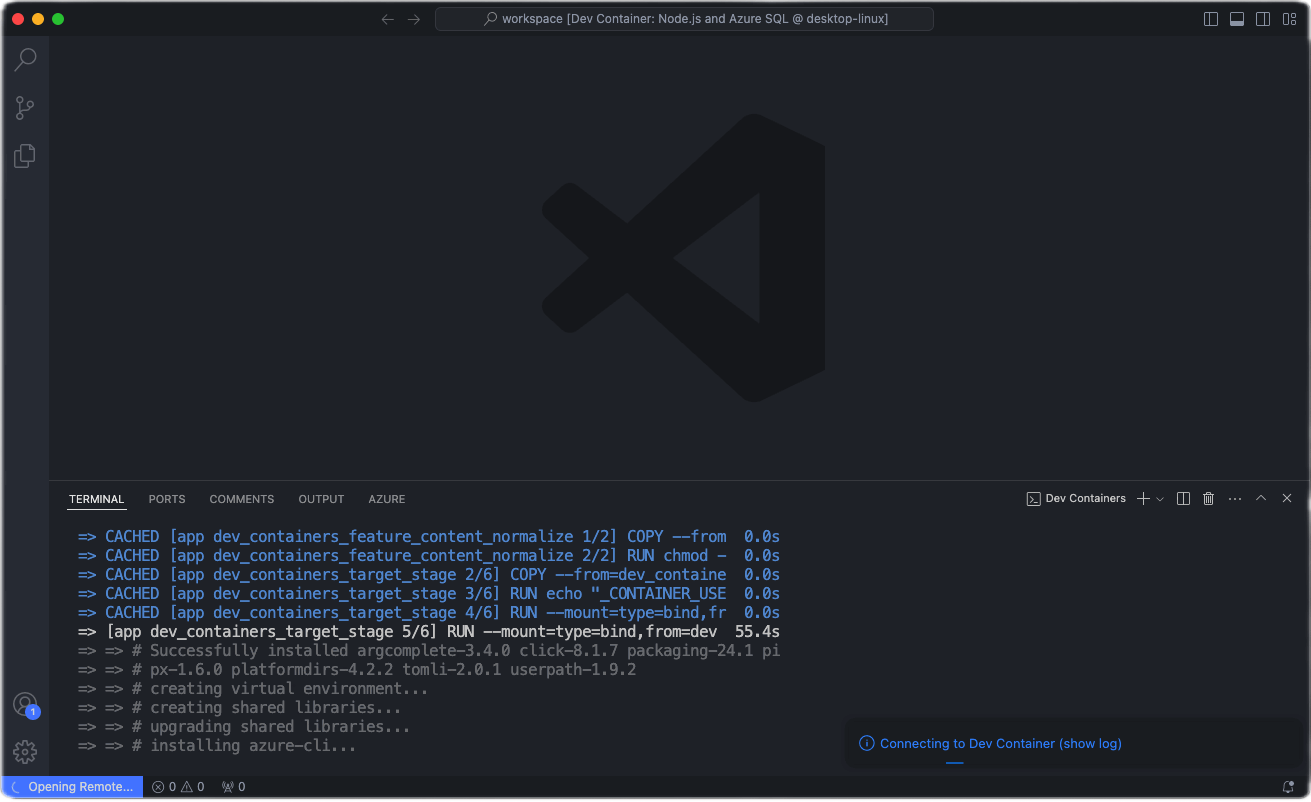 workspace [Dev Container: Node.js and Azure SQL @ desktop-linux]
TERMINAL PORTS COMMENTS OUTPUT AZURE Dev Containers
=> CACHED [app dev_containers_feature_content_normalize 1/2] COPY --from 0.0s
=> CACHED [app dev_containers_feature_content_normalize 2/2] RUN chmod - 0.0s
=> CACHED [app dev_containers_target_stage 2/6] COPY --from=dev_containe 0.0s
=> CACHED [app dev_containers_target_stage 3/6] RUN echo "_CONTAINER_USE 0.0s
=> CACHED [app dev_containers_target_stage 4/6] RUN --mount=type=bind,fr 0.0s
=> [app dev_containers_target_stage 5/6] RUN --mount=type=bind,from=dev 55.4s
=> => # Successfully installed argcomplete-3.4.0 click-8.1.7 packaging-24.1 pi
=> => # px-1.6.0 platformdirs-4.2.2 tomli-2.0.1 userpath-1.9.2
=> => # creating virtual environment...
=> => # creating shared libraries...
=> => # upgrading shared libraries...
=> => # installing azure-cli...
1
Connecting to Dev Container (show log)
Opening Remote... 0 0 0